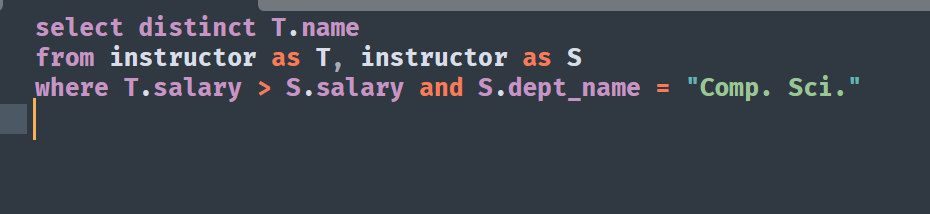 select distinct T.name
from instructor as T, instructor as S
where T.salary > S.salary and S.dept_name = "Comp. Sci."